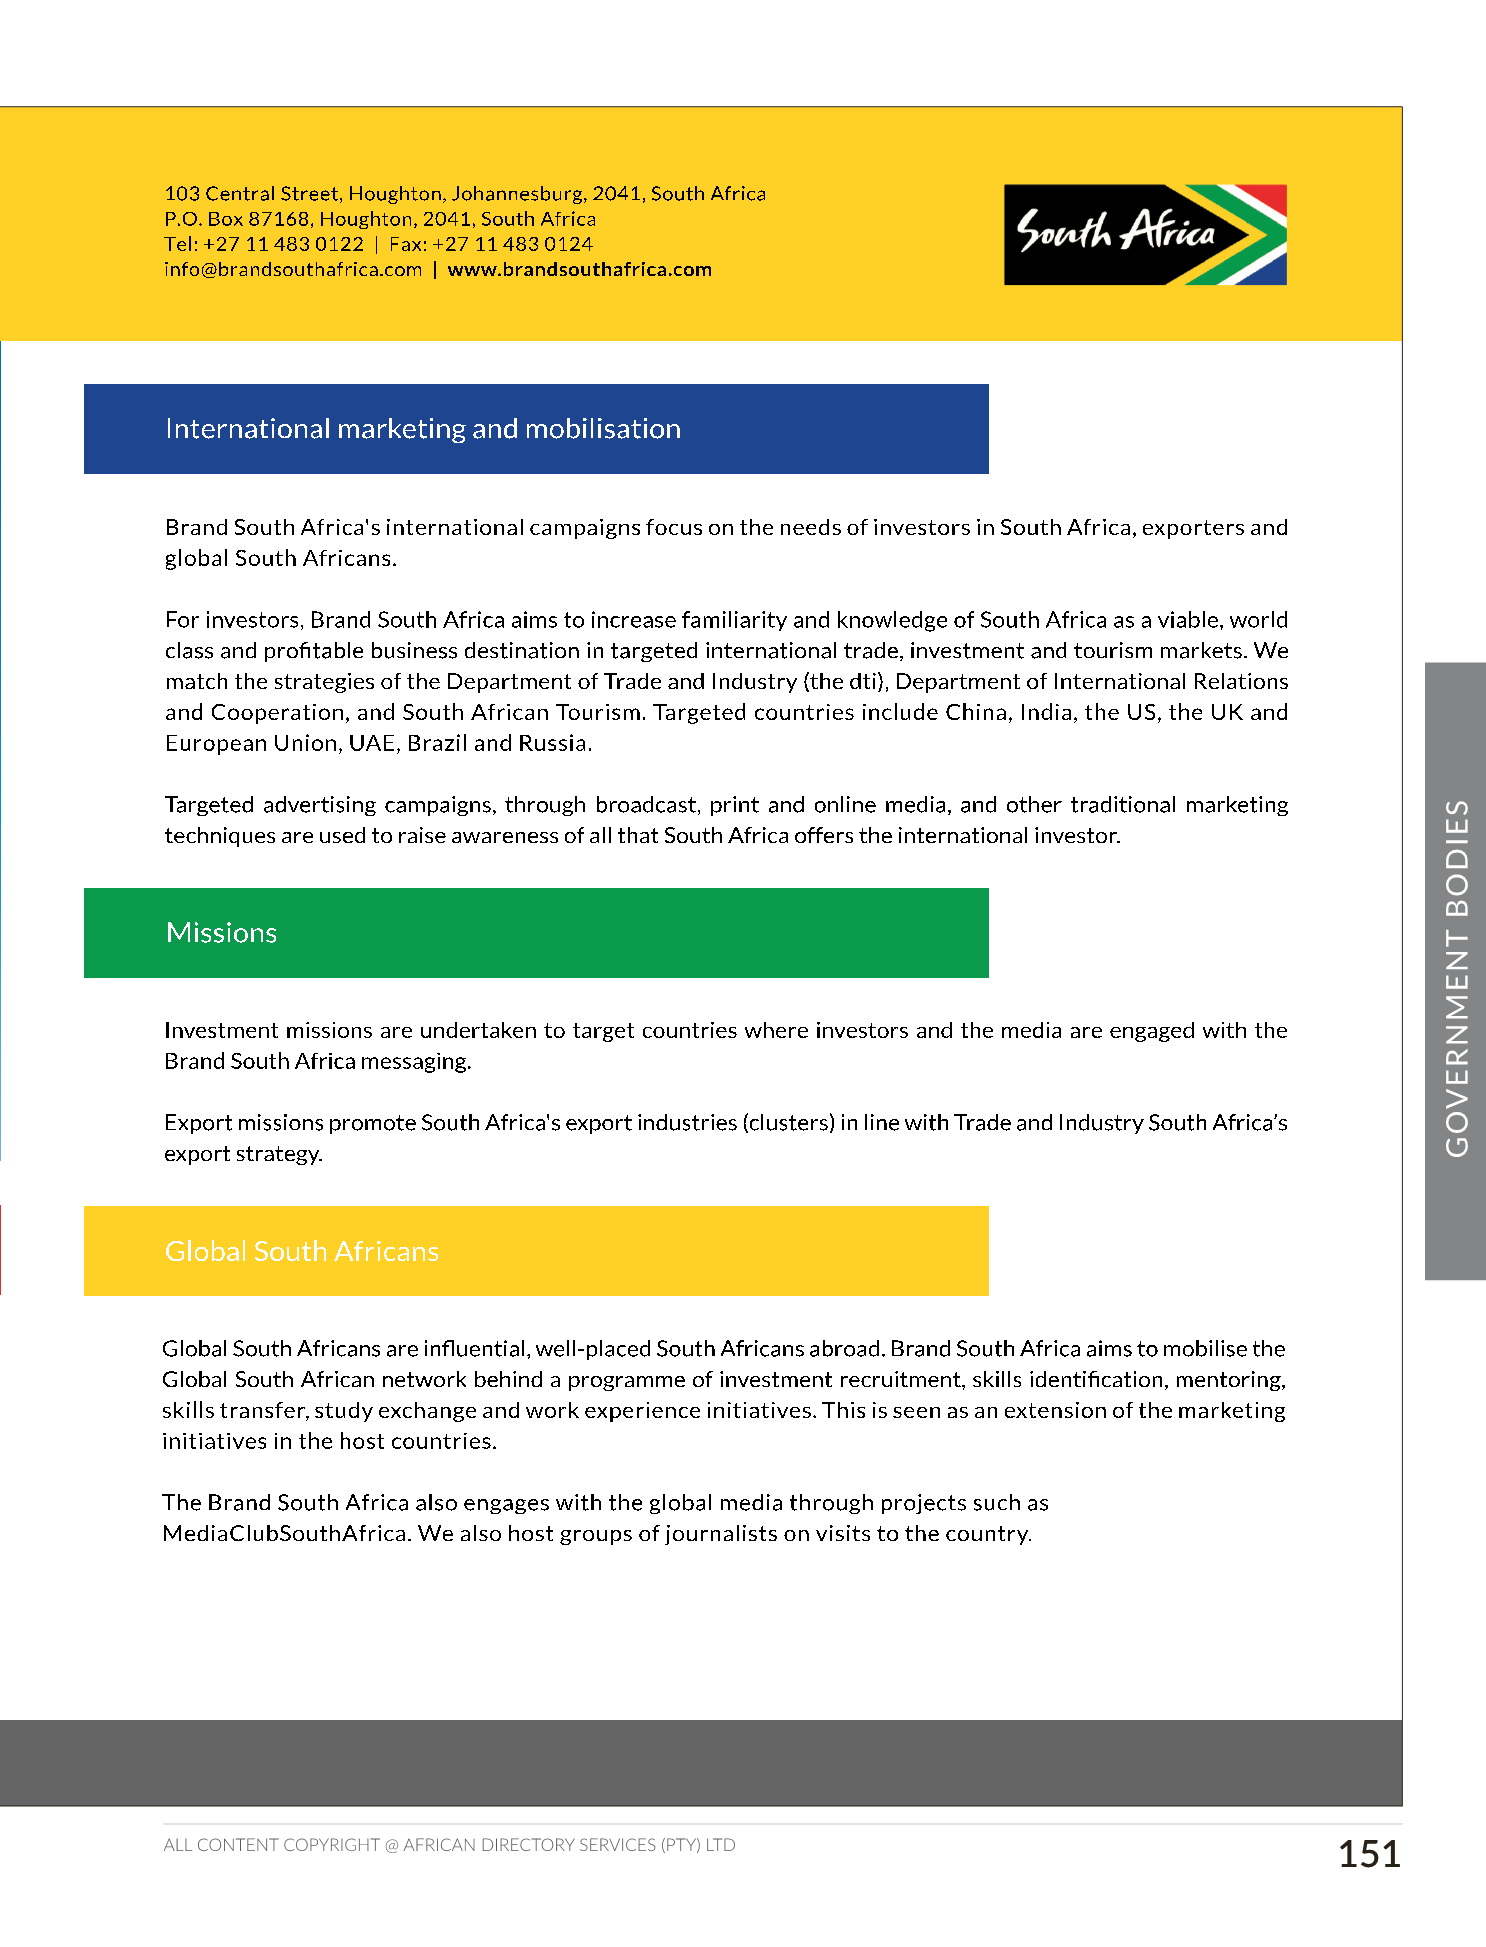 103 Central Street, Houghton, Johannesburg, 2041, South Africa
P.O. Box 87168, Houghton, 2041, South Africa
Tel: +27 11 483 0122 | Fax: +27 11 483 0124
info@brandsouthafrica.com | www.brandsouthafrica.com
South Africa
International marketing and mobilisation
Brand South Africa's international campaigns focus on the needs of investors in South Africa, exporters and
global South Africans.
For investors, Brand South Africa aims to increase familiarity and knowledge of South Africa as a viable, world
class and profitable business destination in targeted international trade, investment and tourism markets. We
match the strategies of the Department of Trade and Industry (the dti), Department of International Relations
and Cooperation, and South African Tourism. Targeted countries include China, India, the US, the UK and
European Union, UAE, Brazil and Russia.
Targeted advertising campaigns, through broadcast, print and online media, and other traditional marketing
techniques are used to raise awareness of all that South Africa offers the international investor.
Missions
Investment missions are undertaken to target countries where investors and the media are engaged with the
Brand South Africa messaging.
Export missions promote South Africa's export industries (clusters) in line with Trade and Industry South Africa’s
export strategy.
Global South Africans
Global South Africans are influential, well-placed South Africans abroad. Brand South Africa aims to mobilise the
Global South African network behind a programme of investment recruitment, skills identification, mentoring,
skills transfer, study exchange and work experience initiatives. This is seen as an extension of the marketing
initiatives in the host countries.
The Brand South Africa also engages with the global media through projects such as
MediaClubSouthAfrica. We also host groups of journalists on visits to the country.
GOVERNMENT BODIES
ALL CONTENT COPYRIGHT @ AFRICAN DIRECTORY SERVICES (PTY) LTD
151